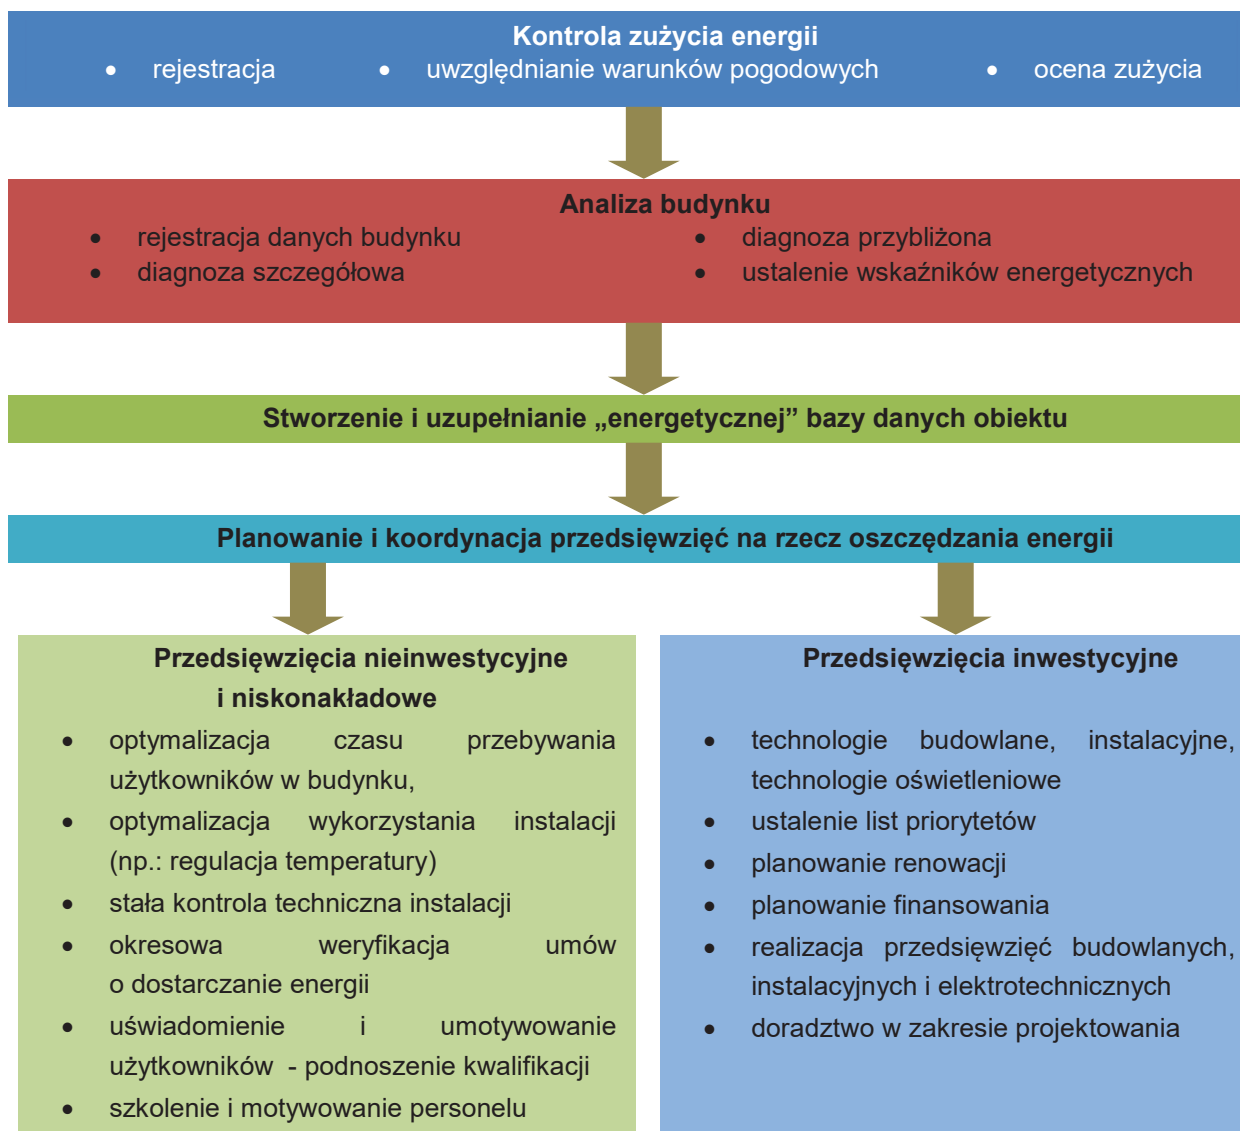 Kontrola zużycia energii
• rejestracja • uwzględnianie warunków pogodowych • ocena zużycia
Analiza budynku
• rejestracja danych budynku • diagnoza przybliżona
• diagnoza szczegółowa • ustalenie wskaźników energetycznych
Stworzenie i uzupełnianie „energetycznej” bazy danych obiektu
Planowanie i koordynacja przedsięwzięć na rzecz oszczędzania energii
Przedsięwzięcia nieinwestycyjne
i niskonakładowe
• optymalizacja czasu przebywania
użytkowników w budynku,
• optymalizacja wykorzystania instalacji
(np.: regulacja temperatury)
• stała kontrola techniczna instalacji
• okresowa weryfikacja umów
o dostarczanie energii
• uświadomienie i umotywowanie
użytkowników - podnoszenie kwalifikacji
• szkolenie i motywowanie personelu
Przedsięwzięcia inwestycyjne
• technologie budowlane, instalacyjne,
technologie oświetleniowe
• ustalenie list priorytetów
• planowanie renowacji
• planowanie finansowania
• realizacja przedsięwzięć budowlanych,
instalacyjnych i elektrotechnicznych
• doradztwo w zakresie projektowania